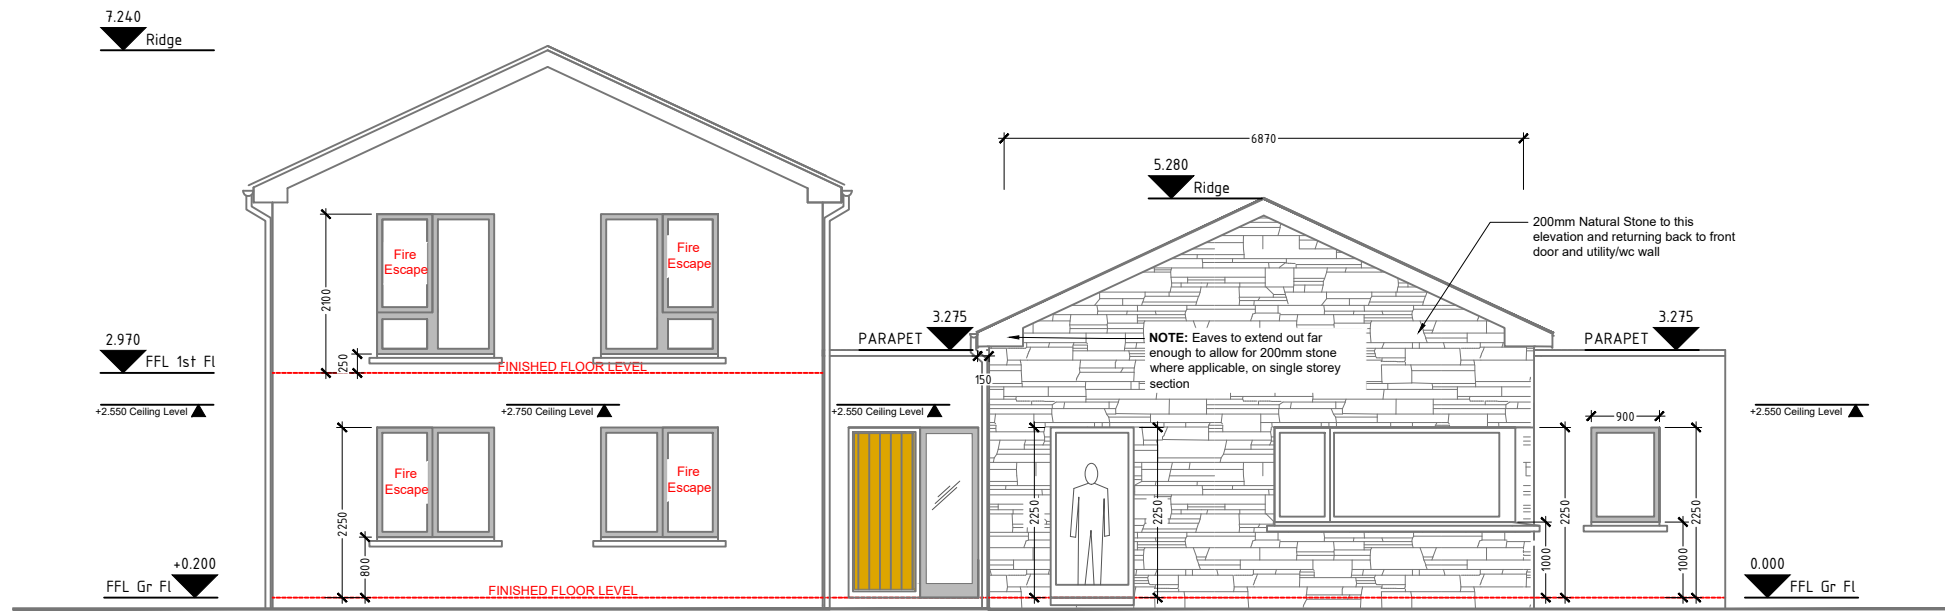 7.240
Ridge
6870
5.280
Ridge
200mm Natural Stone to this
elevation and returning back to front
door and utility/wc wall
Fire
Escape
Fire
Escape
2100
250
2.970
FFL 1st Fl
FINISHED FLOOR LEVEL
PARAPET
3.275
150
NOTE: Eaves to extend out far
enough to allow for 200mm stone
where applicable, on single storey
section
PARAPET
3.275
+2.550 Ceiling Level
+2.750 Ceiling Level
+2.550 Ceiling Level
+2.550 Ceiling Level
900
Fire
Escape
Fire
Escape
2250
800
2250
2250
2250
1000
2250
1000
+0.200
FFL Gr Fl
FINISHED FLOOR LEVEL
0.000
FFL Gr Fl